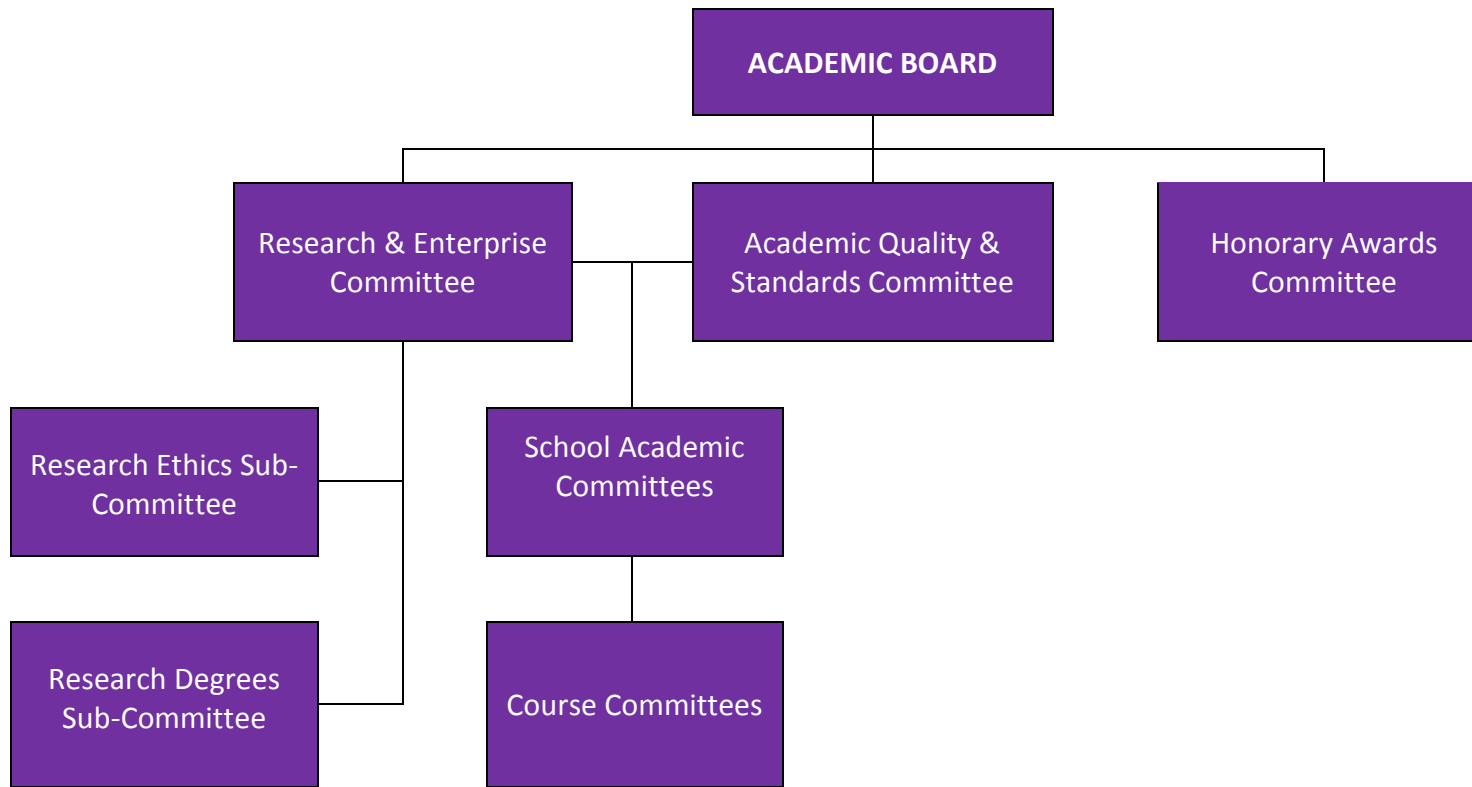 ACADEMIC BOARD
Research & Enterprise
Committee
Academic Quality &
Standards Committee
Honorary Awards
Committee
Research Ethics Sub-
Committee
School Academic
Committees
Research Degrees
Sub-Committee
Course Committees